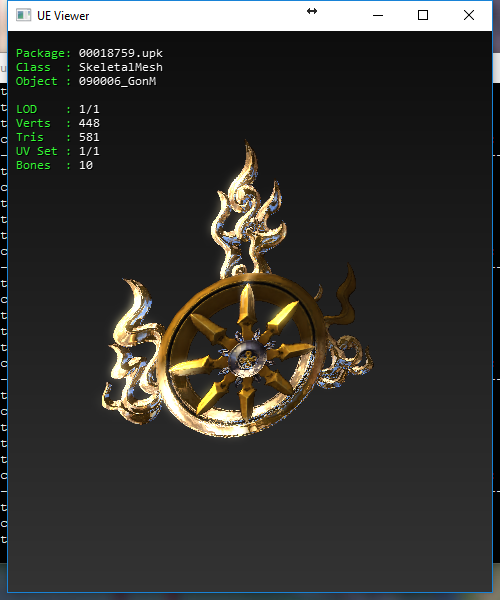 UE Viewer
Package: 00018759.upk
Class : SkeletalMesh
Object : 090006_GonM
LOD : 1/1
Verts : 448
Tris : 581
UV Set : 1/1
Bones : 10